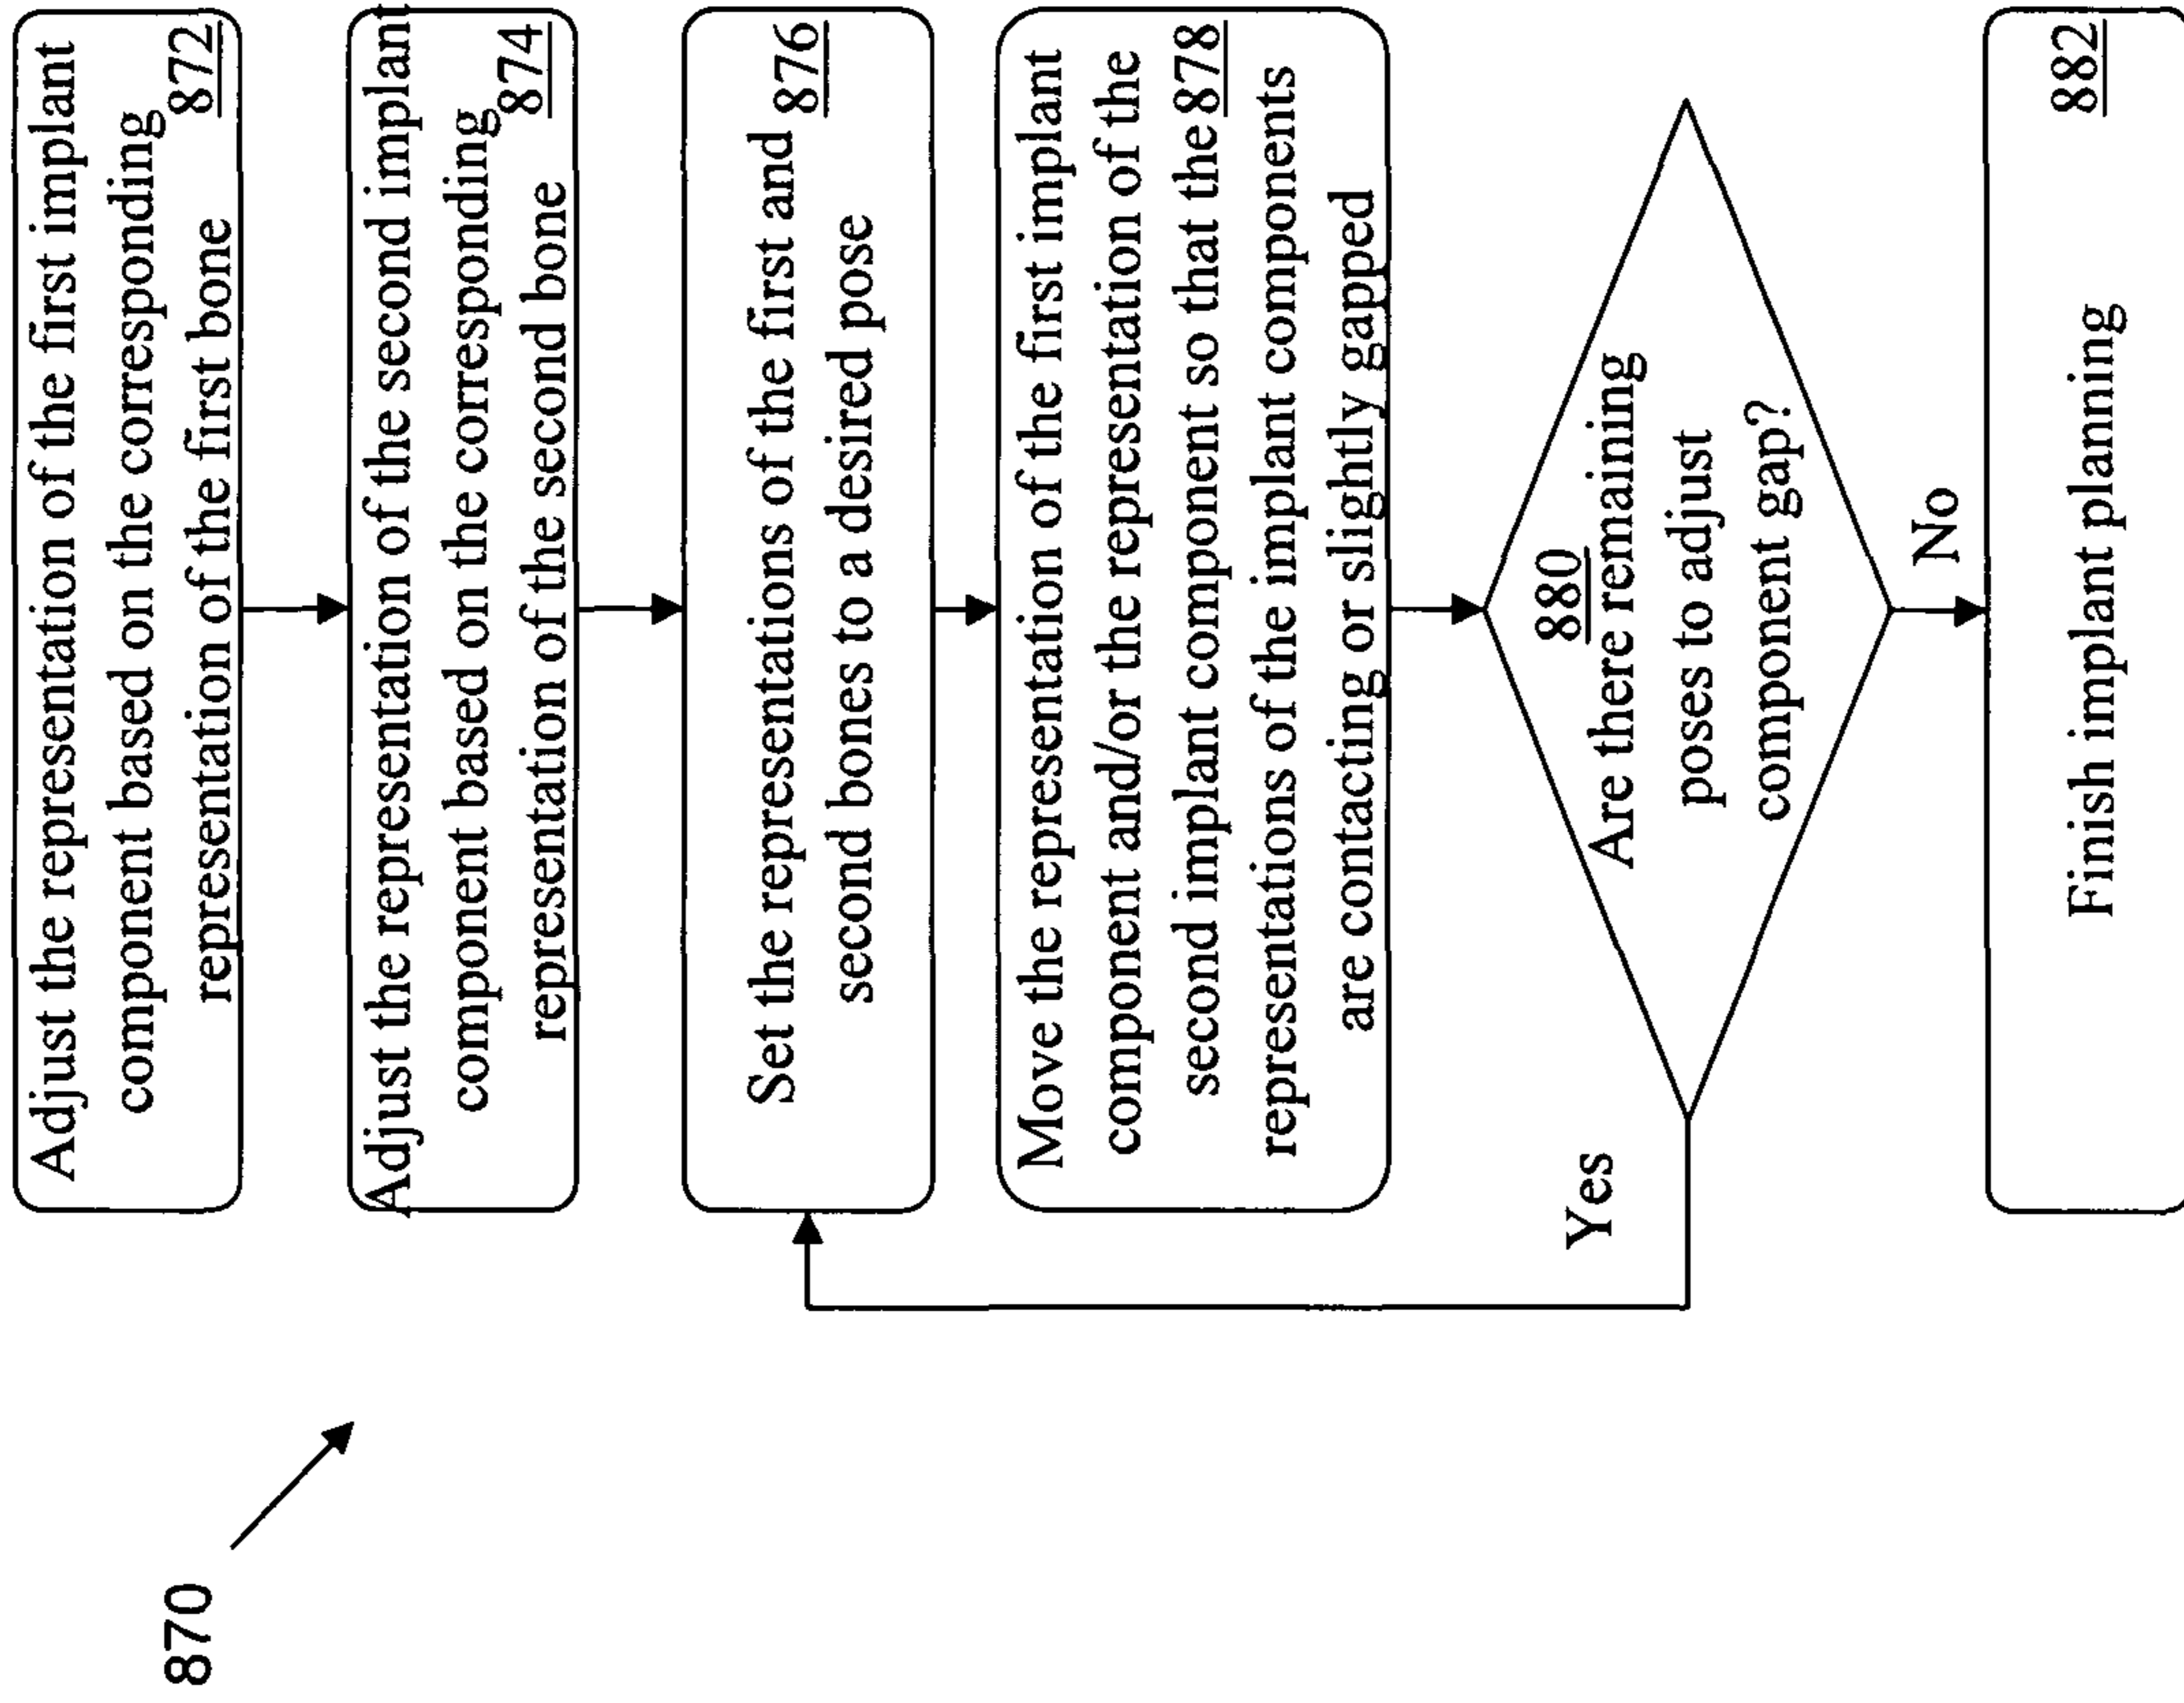 870
Adjust the representation of the first implant
component based on the corresponding
872
representation of the first bone
Adjust the representation of the second implant
component based on the corresponding
874
representation of the second bone
Set the representations of the first and 876
second bones to a desired pose
Move the representation of the first implant
component and/or the representation of the
second implant component so that the 878
representations of the implant components
are contacting or slightly gapped
880
Are there remaining
poses to adjust
component gap?
Yes
No
882
Finish implant planning